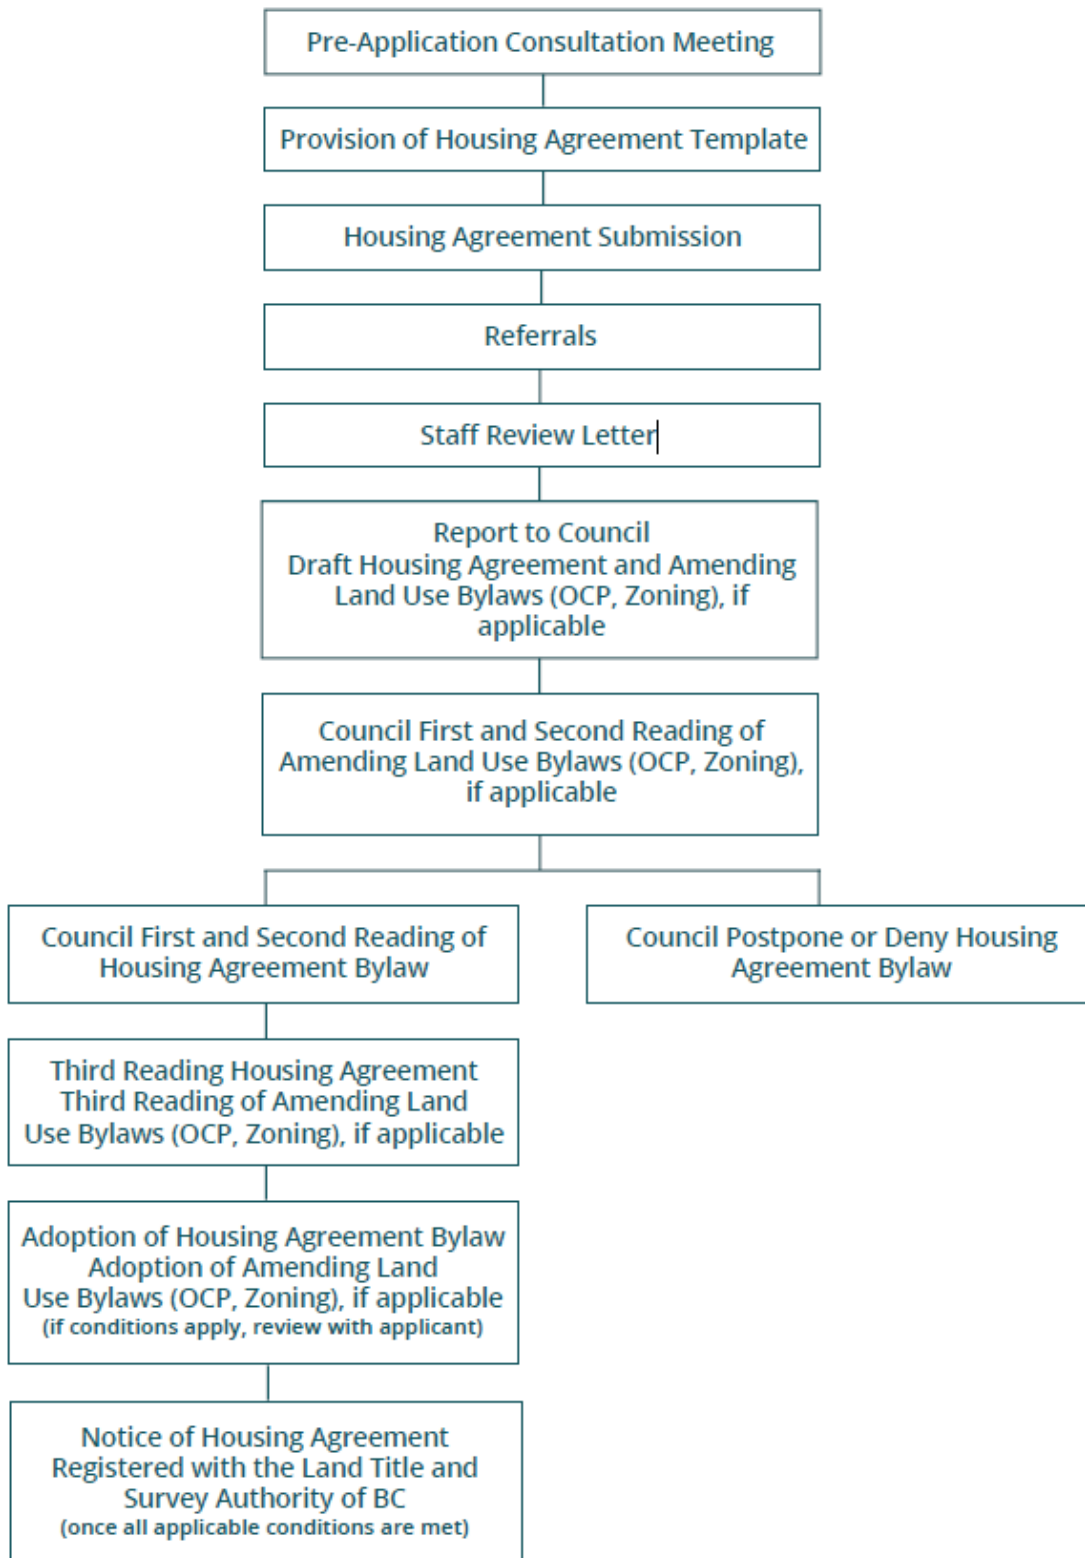 Pre-Application Consultation Meeting
Provision of Housing Agreement Template
Housing Agreement Submission
Referrals
Staff Review Letter
Report to Council
Draft Housing Agreement and Amending
Land Use Bylaws (OCP, Zoning), if
applicable
Council First and Second Reading of
Amending Land Use Bylaws (OCP, Zoning),
if applicable
Council First and Second Reading of
Housing Agreement Bylaw
Council Postpone or Deny Housing
Agreement Bylaw
Third Reading Housing Agreement
Third Reading of Amending Land
Use Bylaws (OCP, Zoning), if applicable
Adoption of Housing Agreement Bylaw
Adoption of Amending Land
Use Bylaws (OCP, Zoning), if applicable
(if conditions apply, review with applicant)
Notice of Housing Agreement
Registered with the Land Title and
Survey Authority of BC
(once all applicable conditions are met)